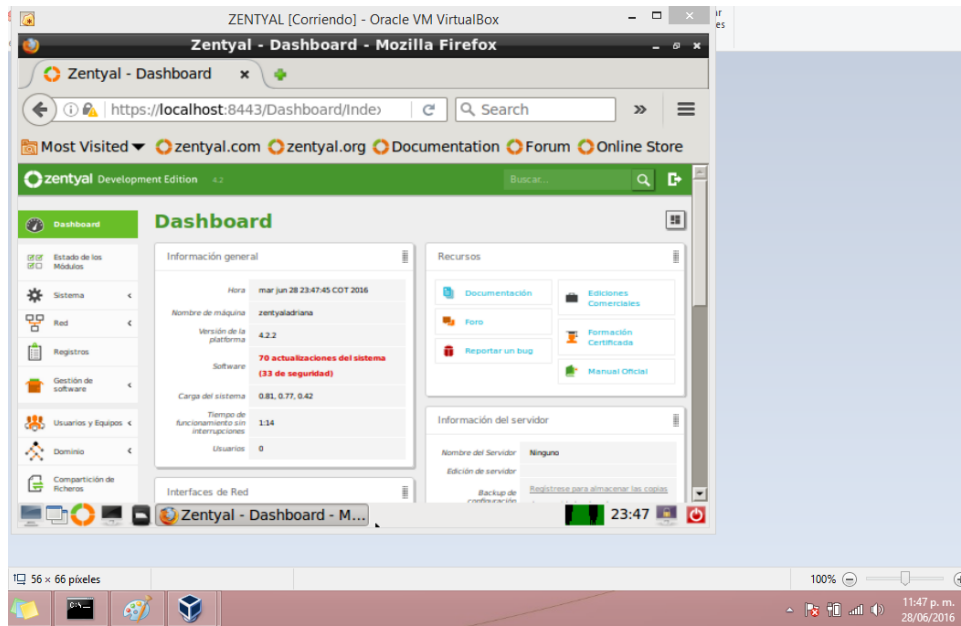 ZENTYAL [Corriendo] - Oracle VM VirtualBox
Zentyal - Dashboard - Mozilla Firefox
Zentyal - Dashboard
https://localhost:8443/Dashboard/Index
Search
Most Visited zentyal.com zentyal.org Documentation Forum Online Store
zentyal Development Edition 4.2
Buscar...
Dashboard
Estado de los
Módulos
Sistema
Red
Registros
Gestión de
software
Usuarios y Equipos
Dominio
Compartición de
ficheros
Dashboard
Información general
Hora mar jun 28 23:47:45 COT 2016
Nombre de máquina zentyaladriana
Versión de la
plataforma 4.2.2
Software 70 actualizaciones del sistema
(33 de seguridad)
Carga del sistema 0.81, 0.77, 0.42
Tiempo de
funcionamiento sin
interrupciones 1:14
Usuarios 0
Interfaces de Red
Recursos
Documentación
Foro
Reportar un bug
Ediciones
Comerciales
Formación
Certificada
Manual Oficial
Información del servidor
Nombre del Servidor Ninguno
Edición de servidor
Backup de
configuración
Regístrese para almacenar las copias
Zentyal - Dashboard - M...
23:47
56 × 66 píxeles
100%
11:47 p. m.
28/06/2016